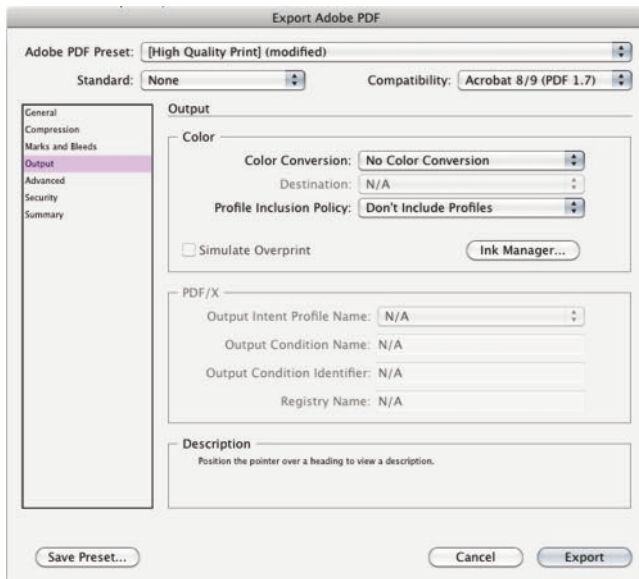 Export Adobe PDF
Adobe PDF Preset: [High Quality Print] (modified)
Standard: None Compatibility: Acrobat 8/9 (PDF 1.7)
General
Compression
Marks and Bleeds
Output
Advanced
Security
Summary
Output
Color
Color Conversion: No Color Conversion
Destination: N/A
Profile Inclusion Policy: Don't Include Profiles
Simulate Overprint Ink Manager...
PDF/X
Output Intent Profile Name: N/A
Output Condition Name: N/A
Output Condition Identifier: N/A
Registry Name: N/A
Description
Position the pointer over a heading to view a description.
Save Preset... Cancel Export